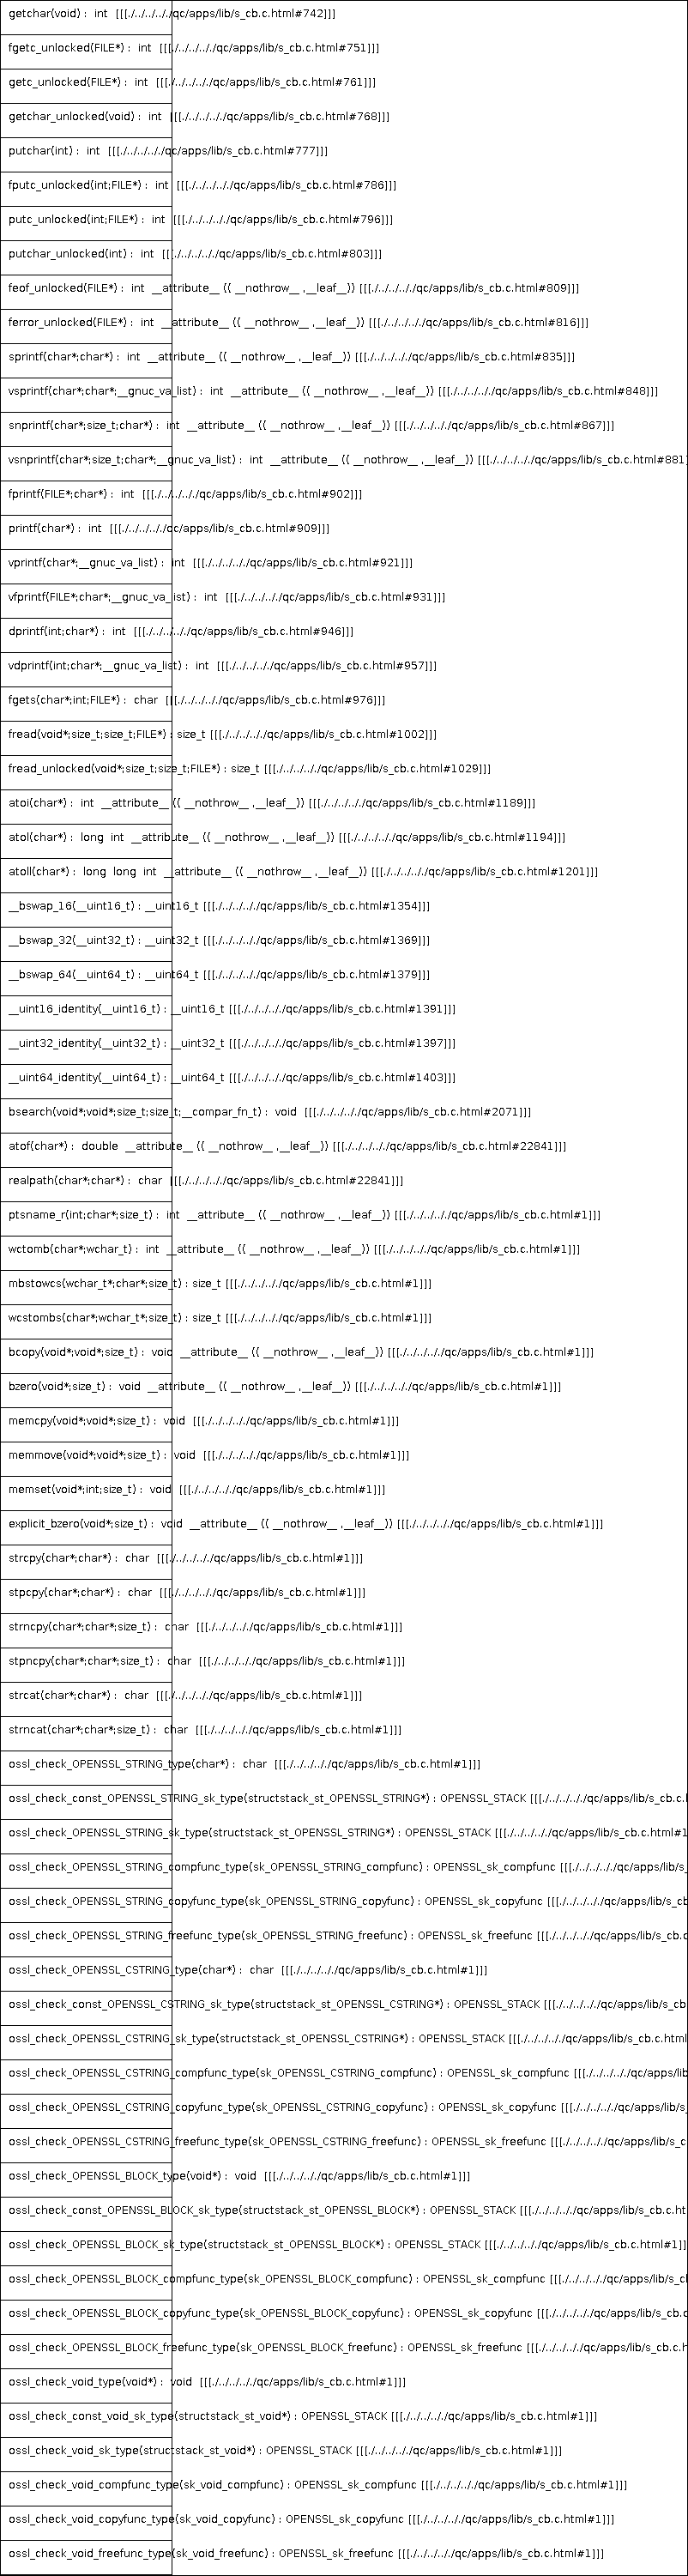 getchar(void) : int [[[./../../../../qc/apps/lib/s_cb.c.html#742]]]
fgetc_unlocked(FILE*) : int [[[./../../../../qc/apps/lib/s_cb.c.html#751]]]
getc_unlocked(FILE*) : int [[[./../../../../qc/apps/lib/s_cb.c.html#761]]]
getchar_unlocked(void) : int [[[./../../../../qc/apps/lib/s_cb.c.html#768]]]
putchar(int) : int [[[./../../../../qc/apps/lib/s_cb.c.html#777]]]
fputc_unlocked(int;FILE*) : int [[[./../../../../qc/apps/lib/s_cb.c.html#786]]]
putc_unlocked(int;FILE*) : int [[[./../../../../qc/apps/lib/s_cb.c.html#796]]]
putchar_unlocked(int) : int [[[./../../../../qc/apps/lib/s_cb.c.html#803]]]
feof_unlocked(FILE*) : int __attribute__ (( __nothrow__ ,__leaf__)) [[[./../../../../qc/apps/lib/s_cb.c.html#809]]]
ferror_unlocked(FILE*) : int __attribute__ (( __nothrow__ ,__leaf__)) [[[./../../../../qc/apps/lib/s_cb.c.html#816]]]
sprintf(char*;char*) : int __attribute__ (( __nothrow__ ,__leaf__)) [[[./../../../../qc/apps/lib/s_cb.c.html#835]]]
vsprintf(char*;char*;__gnuc_va_list) : int __attribute__ (( __nothrow__ ,__leaf__)) [[[./../../../../qc/apps/lib/s_cb.c.html#848]]]
snprintf(char*;size_t;char*) : int __attribute__ (( __nothrow__ ,__leaf__)) [[[./../../../../qc/apps/lib/s_cb.c.html#867]]]
vsnprintf(char*;size_t;char*;__gnuc_va_list) : int __attribute__ (( __nothrow__ ,__leaf__)) [[[./../../../../qc/apps/lib/s_cb.c.html#881]
fprintf(FILE*;char*) : int [[[./../../../../qc/apps/lib/s_cb.c.html#902]]]
printf(char*) : int [[[./../../../../qc/apps/lib/s_cb.c.html#909]]]
vprintf(char*;__gnuc_va_list) : int [[[./../../../../qc/apps/lib/s_cb.c.html#921]]]
vfprintf(FILE*;char*;__gnuc_va_list) : int [[[./../../../../qc/apps/lib/s_cb.c.html#931]]]
dprintf(int;char*) : int [[[./../../../../qc/apps/lib/s_cb.c.html#946]]]
vdprintf(int;char*;__gnuc_va_list) : int [[[./../../../../qc/apps/lib/s_cb.c.html#957]]]
fgets(char*;int;FILE*) : char [[[./../../../../qc/apps/lib/s_cb.c.html#976]]]
fread(void*;size_t;size_t;FILE*) : size_t [[[./../../../../qc/apps/lib/s_cb.c.html#1002]]]
fread_unlocked(void*;size_t;size_t;FILE*) : size_t [[[./../../../../qc/apps/lib/s_cb.c.html#1029]]]
atoi(char*) : int __attribute__ (( __nothrow__ ,__leaf__)) [[[./../../../../qc/apps/lib/s_cb.c.html#1189]]]
atol(char*) : long int __attribute__ (( __nothrow__ ,__leaf__)) [[[./../../../../qc/apps/lib/s_cb.c.html#1194]]]
atoll(char*) : long long int __attribute__ (( __nothrow__ ,__leaf__)) [[[./../../../../qc/apps/lib/s_cb.c.html#1201]]]
__bswap_16(__uint16_t) : __uint16_t [[[./../../../../qc/apps/lib/s_cb.c.html#1354]]]
__bswap_32(__uint32_t) : __uint32_t [[[./../../../../qc/apps/lib/s_cb.c.html#1369]]]
__bswap_64(__uint64_t) : __uint64_t [[[./../../../../qc/apps/lib/s_cb.c.html#1379]]]
__uint16_identity(__uint16_t) : __uint16_t [[[./../../../../qc/apps/lib/s_cb.c.html#1391]]]
__uint32_identity(__uint32_t) : __uint32_t [[[./../../../../qc/apps/lib/s_cb.c.html#1397]]]
__uint64_identity(__uint64_t) : __uint64_t [[[./../../../../qc/apps/lib/s_cb.c.html#1403]]]
bsearch(void*;void*;size_t;size_t;__compar_fn_t) : void [[[./../../../../qc/apps/lib/s_cb.c.html#2071]]]
atof(char*) : double __attribute__ (( __nothrow__ ,__leaf__)) [[[./../../../../qc/apps/lib/s_cb.c.html#22841]]]
realpath(char*;char*) : char [[[./../../../../qc/apps/lib/s_cb.c.html#22841]]]
ptsname_r(int;char*;size_t) : int __attribute__ (( __nothrow__ ,__leaf__)) [[[./../../../../qc/apps/lib/s_cb.c.html#1]]]
wctomb(char*;wchar_t) : int __attribute__ (( __nothrow__ ,__leaf__)) [[[./../../../../qc/apps/lib/s_cb.c.html#1]]]
mbstowcs(wchar_t*;char*;size_t) : size_t [[[./../../../../qc/apps/lib/s_cb.c.html#1]]]
wcstombs(char*;wchar_t*;size_t) : size_t [[[./../../../../qc/apps/lib/s_cb.c.html#1]]]
bcopy(void*;void*;size_t) : void __attribute__ (( __nothrow__ ,__leaf__)) [[[./../../../../qc/apps/lib/s_cb.c.html#1]]]
bzero(void*;size_t) : void __attribute__ (( __nothrow__ ,__leaf__)) [[[./../../../../qc/apps/lib/s_cb.c.html#1]]]
memcpy(void*;void*;size_t) : void [[[./../../../../qc/apps/lib/s_cb.c.html#1]]]
memmove(void*;void*;size_t) : void [[[./../../../../qc/apps/lib/s_cb.c.html#1]]]
memset(void*;int;size_t) : void [[[./../../../../qc/apps/lib/s_cb.c.html#1]]]
explicit_bzero(void*;size_t) : void __attribute__ (( __nothrow__ ,__leaf__)) [[[./../../../../qc/apps/lib/s_cb.c.html#1]]]
strcpy(char*;char*) : char [[[./../../../../qc/apps/lib/s_cb.c.html#1]]]
stpcpy(char*;char*) : char [[[./../../../../qc/apps/lib/s_cb.c.html#1]]]
strncpy(char*;char*;size_t) : char [[[./../../../../qc/apps/lib/s_cb.c.html#1]]]
stpncpy(char*;char*;size_t) : char [[[./../../../../qc/apps/lib/s_cb.c.html#1]]]
strcat(char*;char*) : char [[[./../../../../qc/apps/lib/s_cb.c.html#1]]]
strncat(char*;char*;size_t) : char [[[./../../../../qc/apps/lib/s_cb.c.html#1]]]
ossl_check_OPENSSL_STRING_type(char*) : char [[[./../../../../qc/apps/lib/s_cb.c.html#1]]]
ossl_check_const_OPENSSL_STRING_sk_type(structstack_st_OPENSSL_STRING*) : OPENSSL_STACK [[[./../../../../qc/apps/lib/s_cb.c.
ossl_check_OPENSSL_STRING_sk_type(structstack_st_OPENSSL_STRING*) : OPENSSL_STACK [[[./../../../../qc/apps/lib/s_cb.c.html#1
ossl_check_OPENSSL_STRING_compfunc_type(sk_OPENSSL_STRING_compfunc) : OPENSSL_sk_compfunc [[[./../../../../qc/apps/lib/s_
ossl_check_OPENSSL_STRING_copyfunc_type(sk_OPENSSL_STRING_copyfunc) : OPENSSL_sk_copyfunc [[[./../../../../qc/apps/lib/s_cb
ossl_check_OPENSSL_STRING_freefunc_type(sk_OPENSSL_STRING_freefunc) : OPENSSL_sk_freefunc [[[./../../../../qc/apps/lib/s_cb.c
ossl_check_OPENSSL_CSTRING_type(char*) : char [[[./../../../../qc/apps/lib/s_cb.c.html#1]]]
ossl_check_const_OPENSSL_CSTRING_sk_type(structstack_st_OPENSSL_CSTRING*) : OPENSSL_STACK [[[./../../../../qc/apps/lib/s_cb
ossl_check_OPENSSL_CSTRING_sk_type(structstack_st_OPENSSL_CSTRING*) : OPENSSL_STACK [[[./../../../../qc/apps/lib/s_cb.c.html
ossl_check_OPENSSL_CSTRING_compfunc_type(sk_OPENSSL_CSTRING_compfunc) : OPENSSL_sk_compfunc [[[./../../../../qc/apps/lib
ossl_check_OPENSSL_CSTRING_copyfunc_type(sk_OPENSSL_CSTRING_copyfunc) : OPENSSL_sk_copyfunc [[[./../../../../qc/apps/lib/s_
ossl_check_OPENSSL_CSTRING_freefunc_type(sk_OPENSSL_CSTRING_freefunc) : OPENSSL_sk_freefunc [[[./../../../../qc/apps/lib/s_c
ossl_check_OPENSSL_BLOCK_type(void*) : void [[[./../../../../qc/apps/lib/s_cb.c.html#1]]]
ossl_check_const_OPENSSL_BLOCK_sk_type(structstack_st_OPENSSL_BLOCK*) : OPENSSL_STACK [[[./../../../../qc/apps/lib/s_cb.c.ht
ossl_check_OPENSSL_BLOCK_sk_type(structstack_st_OPENSSL_BLOCK*) : OPENSSL_STACK [[[./../../../../qc/apps/lib/s_cb.c.html#1]]]
ossl_check_OPENSSL_BLOCK_compfunc_type(sk_OPENSSL_BLOCK_compfunc) : OPENSSL_sk_compfunc [[[./../../../../qc/apps/lib/s_cb
ossl_check_OPENSSL_BLOCK_copyfunc_type(sk_OPENSSL_BLOCK_copyfunc) : OPENSSL_sk_copyfunc [[[./../../../../qc/apps/lib/s_cb.c
ossl_check_OPENSSL_BLOCK_freefunc_type(sk_OPENSSL_BLOCK_freefunc) : OPENSSL_sk_freefunc [[[./../../../../qc/apps/lib/s_cb.c.h
ossl_check_void_type(void*) : void [[[./../../../../qc/apps/lib/s_cb.c.html#1]]]
ossl_check_const_void_sk_type(structstack_st_void*) : OPENSSL_STACK [[[./../../../../qc/apps/lib/s_cb.c.html#1]]]
ossl_check_void_sk_type(structstack_st_void*) : OPENSSL_STACK [[[./../../../../qc/apps/lib/s_cb.c.html#1]]]
ossl_check_void_compfunc_type(sk_void_compfunc) : OPENSSL_sk_compfunc [[[./../../../../qc/apps/lib/s_cb.c.html#1]]]
ossl_check_void_copyfunc_type(sk_void_copyfunc) : OPENSSL_sk_copyfunc [[[./../../../../qc/apps/lib/s_cb.c.html#1]]]
ossl_check_void_freefunc_type(sk_void_freefunc) : OPENSSL_sk_freefunc [[[./../../../../qc/apps/lib/s_cb.c.html#1]]]